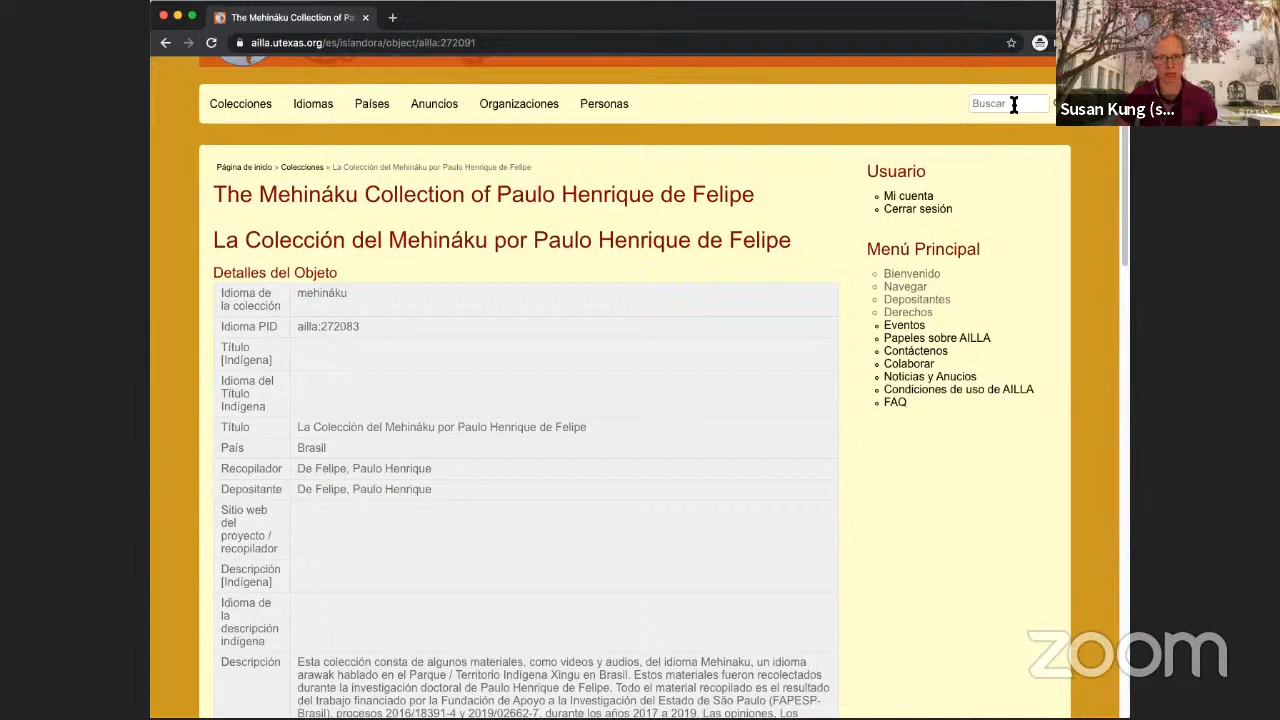 The Mehináku Collection of Pa
ailla.utexas.org/es/islandora/object/ailla:272091
Susan Kung (s...
Colecciones Idiomas Países Anuncios Organizaciones Personas
Buscar
Página de inicio » Colecciones » La Colección del Mehináku por Paulo Henrique de Felipe
The Mehináku Collection of Paulo Henrique de Felipe
La Colección del Mehináku por Paulo Henrique de Felipe
Detalles del Objeto
Idioma de la colección
mehináku
Idioma PID
ailla:272083
Título
[Indígena]
Idioma del
Título
Indígena
Título
La Colección del Mehináku por Paulo Henrique de Felipe
País
Brasil
Recopilador
De Felipe, Paulo Henrique
Depositante
De Felipe, Paulo Henrique
Sitio web
del
proyecto /
recopilador
Descripción
[Indígena]
Idioma de
la
descripción
indígena
Descripción
Esta colección consta de algunos materiales, como videos y audios, del idioma Mehinaku, un idioma
arawak hablado en el Parque / Territorio Indígena Xingu en Brasil. Estos materiales fueron recolectados
durante la investigación doctoral de Paulo Henrique de Felipe. Todo el material recopilado es el resultado
del trabajo financiado por la Fundación de Apoyo a la Investigación del Estado de São Paulo (FAPESP-
Brasil), procesos 2016/18391-4 y 2019/02662-7, durante los años 2017 a 2019. Las opiniones, Los
Usuario
Mi cuenta
Cerrar sesión
Menú Principal
Bienvenido
Navegar
Depositantes
Derechos
Eventos
Papeles sobre AILLA
Contáctenos
Colaborar
Noticias y Anucios
Condiciones de uso de AILLA
FAQ
zoom